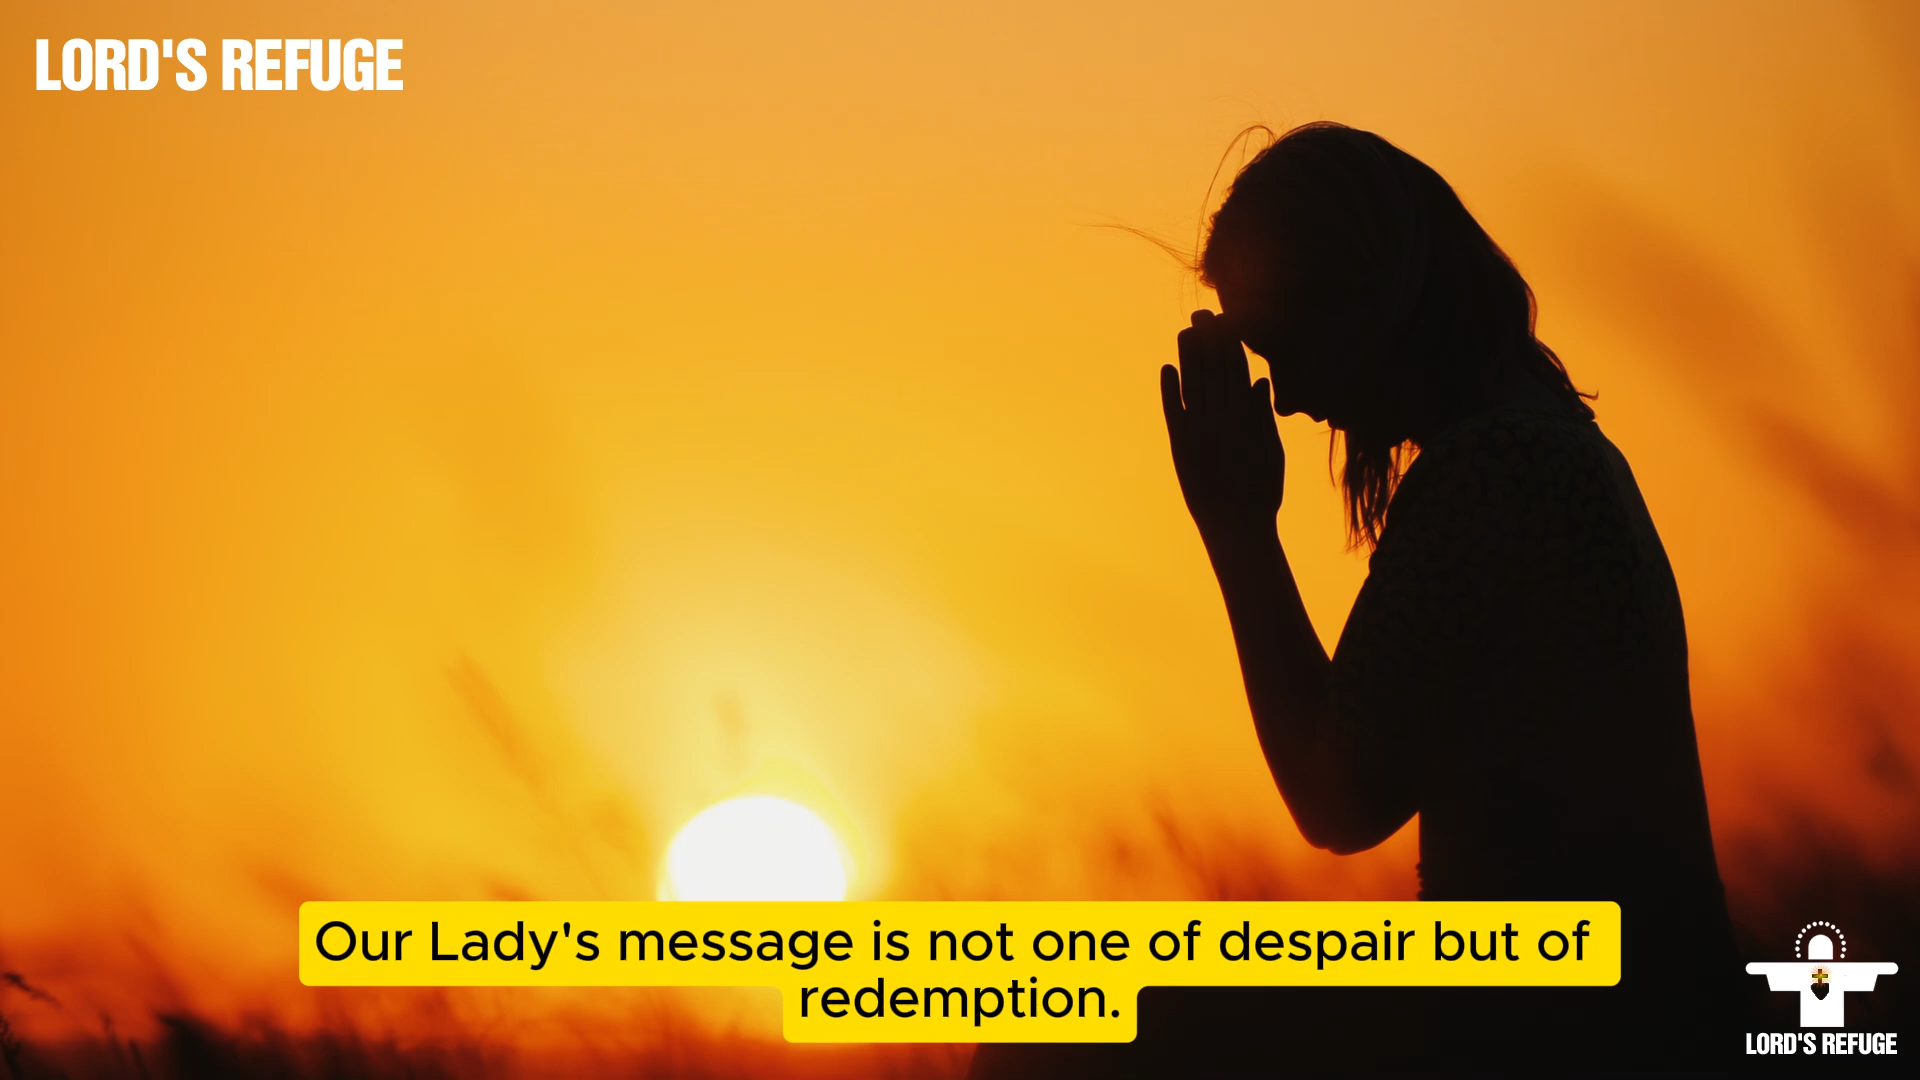 LORD'S REFUGE
Our Lady's message is not one of despair but of
redemption.
LORD'S REFUGE